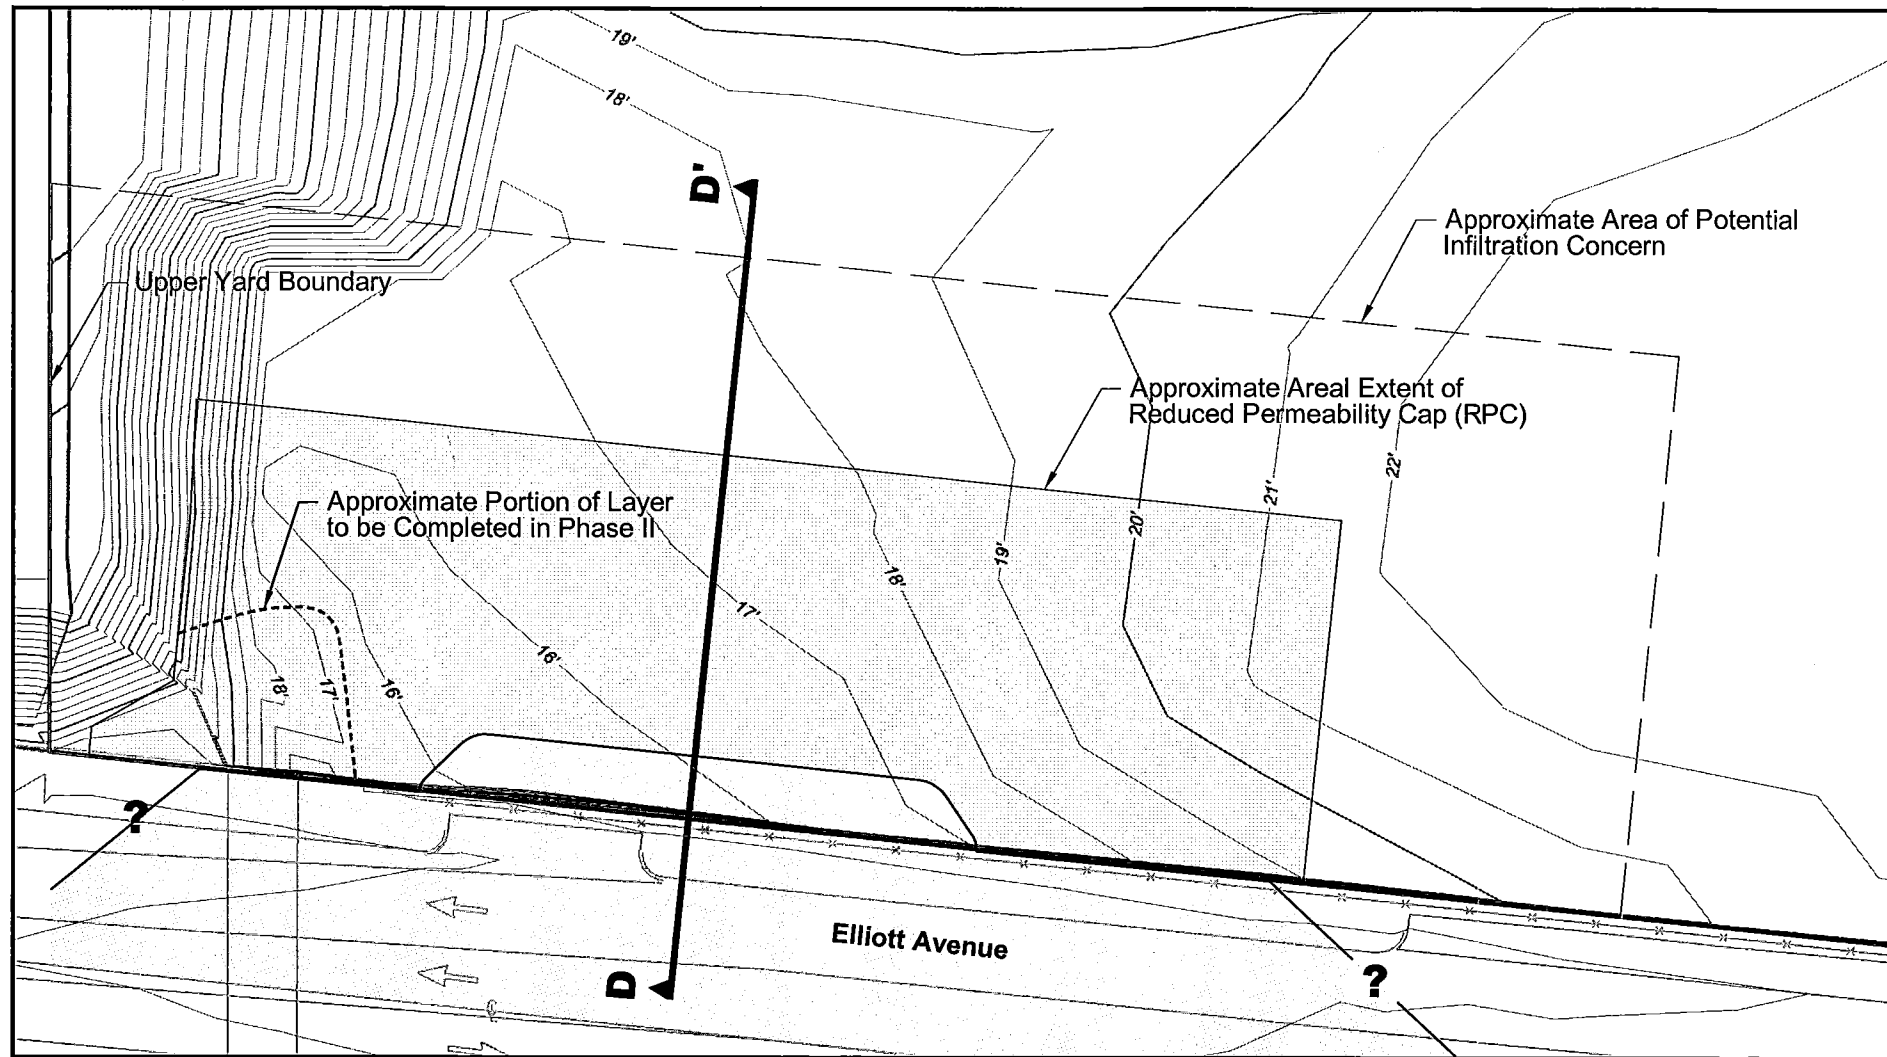 19'
18'
D'
Approximate Area of Potential
Infiltration Concern
Upper Yard Boundary
Approximate Areal Extent of
Reduced Permeability Cap (RPC)
22'
21'
Approximate Portion of Layer
to be Completed in Phase II
20'
19'
18'
17'
16'
18'
17'
16'
?
Elliott Avenue
D
?